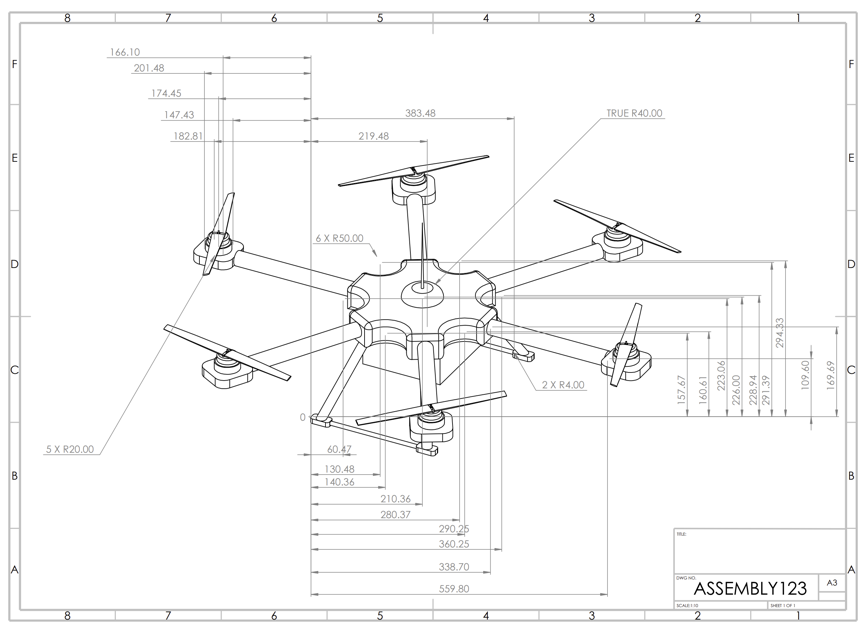 8 7 6 5 4 3 2 1
F F
166.10
201.48
174.45
147.43
182.81
383.48
219.48
TRUE R40.00
E E
6 X R50.00
D D
294.33
C C
157.67
160.61
223.06
226.00
228.94
291.39
109.60
169.69
2 X R4.00
0
5 X R20.00
60.47
B B
130.48
140.36
210.36
280.37
290.25
360.25
338.70
559.80
A A
TITLE:
DWG NO.
ASSEMBLY123
A3
SCALE:1:10
SHEET 1 OF 1
8 7 6 5 4 3 2 1